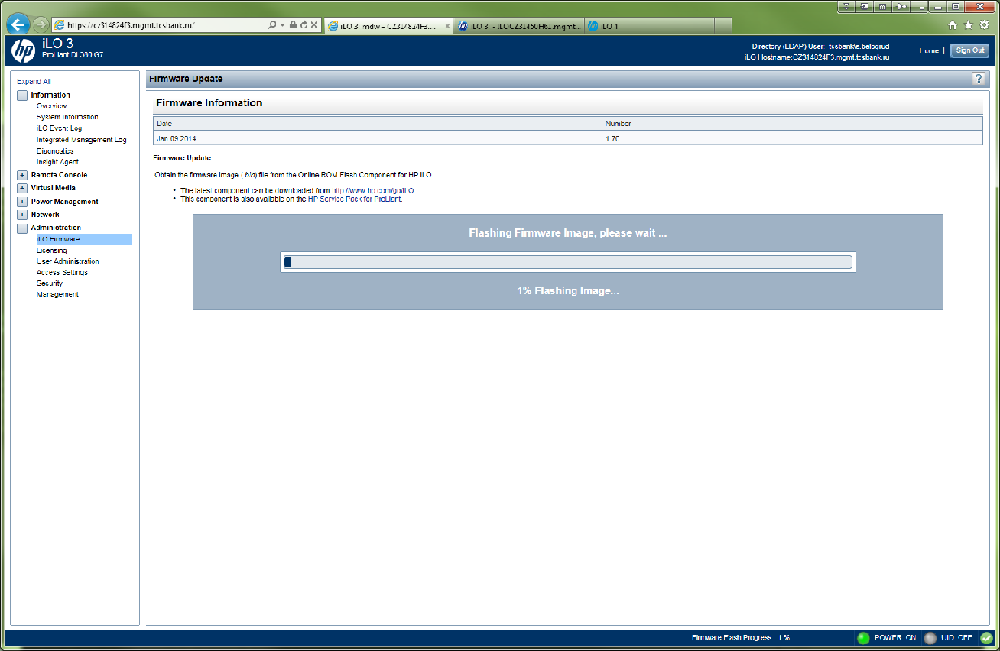 https://cz314824f3.mgmt.tcsbank.ru/
iLO 3: mdw - CZ314824F3....
iLO 3: - ILOCZ31450H61.mgmt...
iLO 4
hp
iLO 3
ProLiant DL380 G7
Directory (LDAP) User: tcsbank\s.belogrud
iLO Hostname:CZ314824F3.mgmt.tcsbank.ru
Home |
Sign Out
Expand All
Information
Overview
System Information
iLO Event Log
Integrated Management Log
Diagnostics
Insight Agent
Remote Console
Virtual Media
Power Management
Network
Administration
iLO Firmware
Licensing
User Administration
Access Settings
Security
Management
Firmware Update
?
Firmware Information
Date Number
Jan 09 2014 1.70
Firmware Update
Obtain the firmware image (.bin) file from the Online ROM Flash Component for HP iLO.
• The latest component can be downloaded from http://www.hp.com/go/iLO.
• This component is also available on the HP Service Pack for ProLiant.
Flashing Firmware Image, please wait ...
1% Flashing Image...
Firmware Flash Progress: 1 %
POWER: ON
UID: OFF